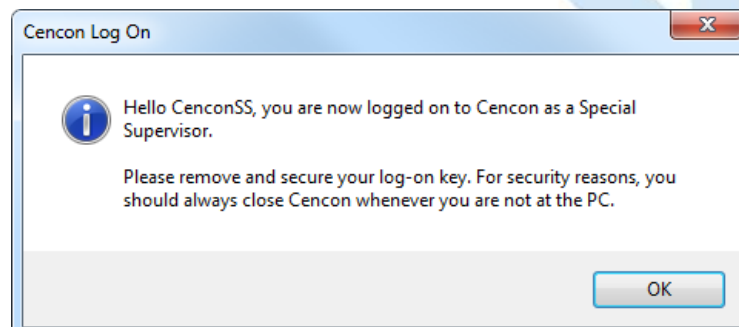 Cencon Log On
Hello CenconSS, you are now logged on to Cencon as a Special
Supervisor.
Please remove and secure your log-on key. For security reasons, you
should always close Cencon whenever you are not at the PC.
OK